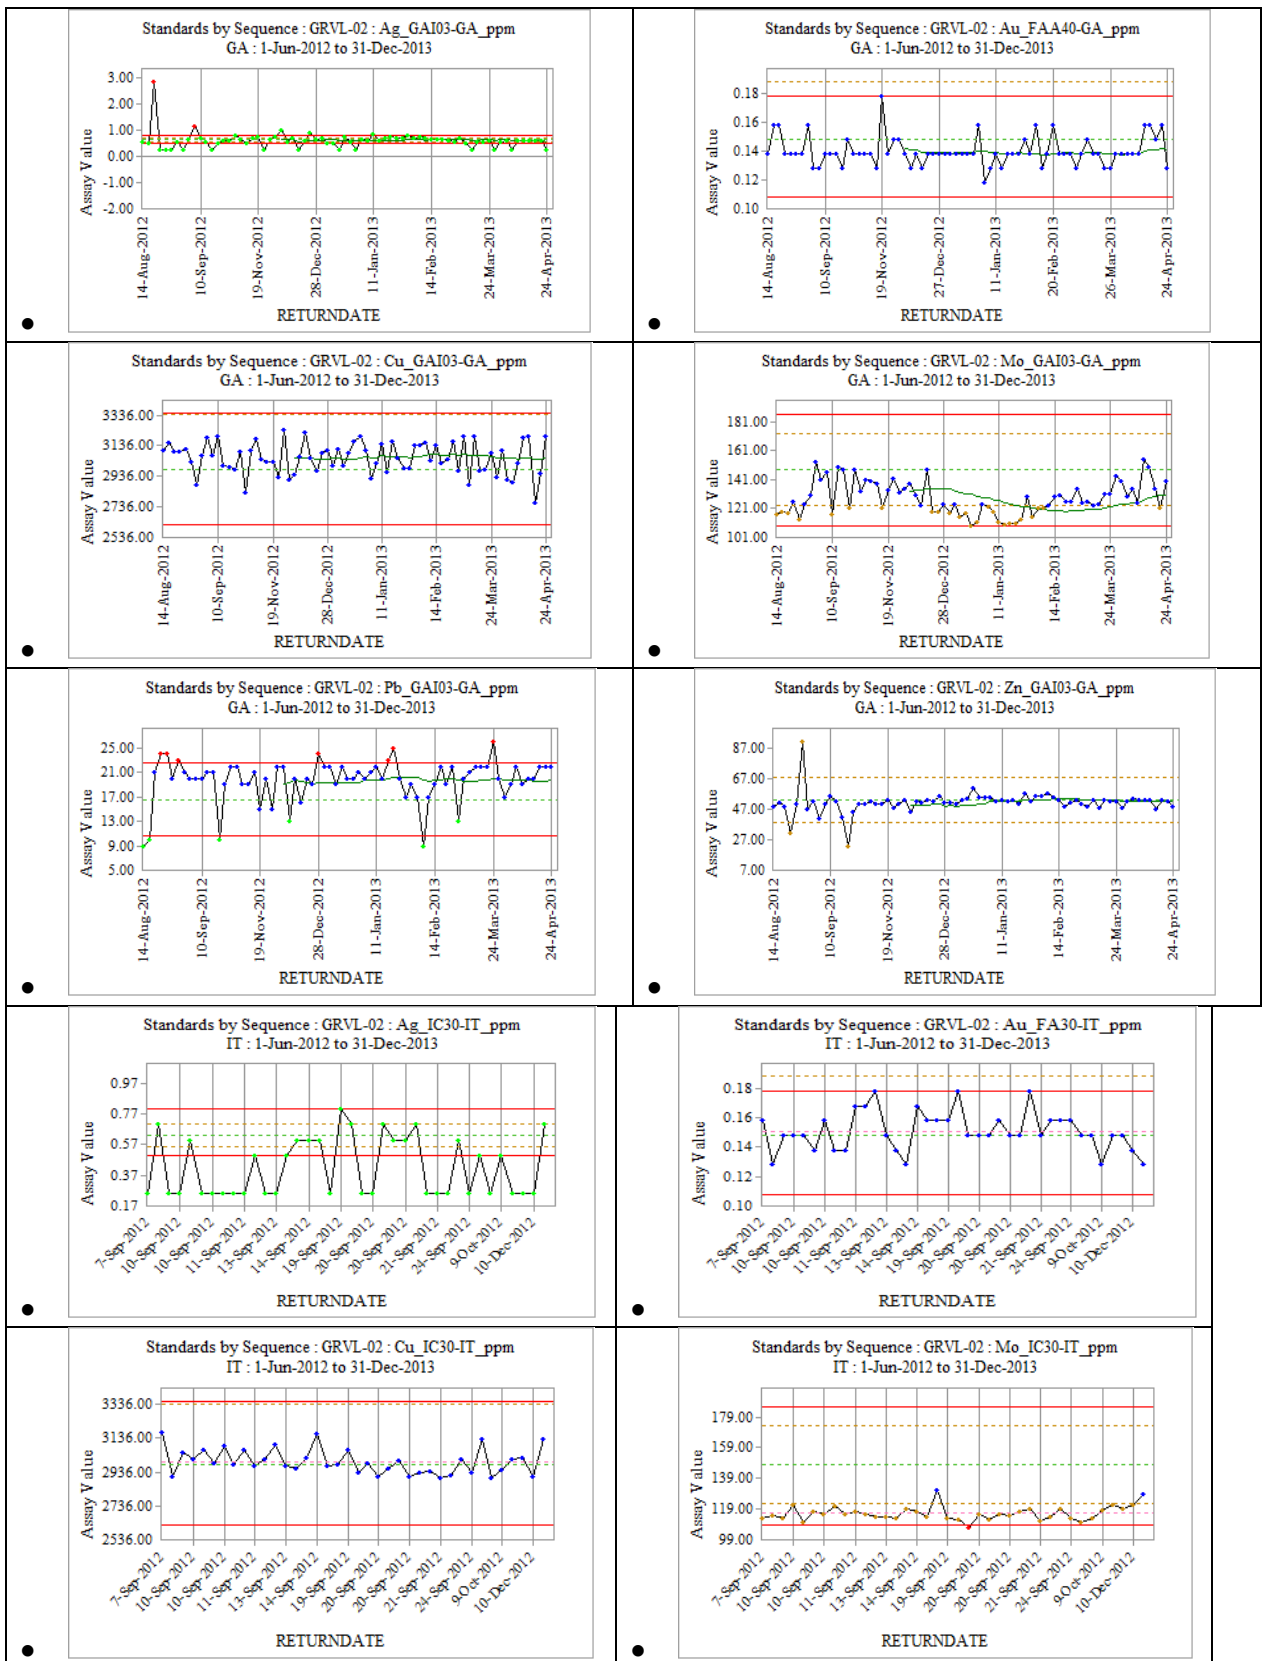 Standards by Sequence : GRVL-02 : Ag_GAI03-GA_ppm
GA : 1-Jun-2012 to 31-Dec-2013
Assay Value
3.00
2.00
1.00
0.00
-1.00
-2.00
14-Aug-2012
10-Sep-2012
19-Nov-2012
28-Dec-2012
11-Jan-2013
14-Feb-2013
24-Mar-2013
24-Apr-2013
RETURNDATE
Standards by Sequence : GRVL-02 : Au_FAA40-GA_ppm
GA : 1-Jun-2012 to 31-Dec-2013
Assay Value
0.18
0.16
0.14
0.12
0.10
14-Aug-2012
10-Sep-2012
19-Nov-2012
27-Dec-2012
11-Jan-2013
20-Feb-2013
26-Mar-2013
24-Apr-2013
RETURNDATE
Standards by Sequence : GRVL-02 : Cu_GAI03-GA_ppm
GA : 1-Jun-2012 to 31-Dec-2013
Assay Value
3336.00
3136.00
2936.00
2736.00
2536.00
14-Aug-2012
10-Sep-2012
19-Nov-2012
28-Dec-2012
11-Jan-2013
14-Feb-2013
24-Mar-2013
24-Apr-2013
RETURNDATE
Standards by Sequence : GRVL-02 : Mo_GAI03-GA_ppm
GA : 1-Jun-2012 to 31-Dec-2013
Assay Value
181.00
161.00
141.00
121.00
101.00
14-Aug-2012
10-Sep-2012
19-Nov-2012
28-Dec-2012
11-Jan-2013
14-Feb-2013
24-Mar-2013
24-Apr-2013
RETURNDATE
Standards by Sequence : GRVL-02 : Pb_GAI03-GA_ppm
GA : 1-Jun-2012 to 31-Dec-2013
Assay Value
25.00
21.00
17.00
13.00
9.00
5.00
14-Aug-2012
10-Sep-2012
19-Nov-2012
28-Dec-2012
11-Jan-2013
14-Feb-2013
24-Mar-2013
24-Apr-2013
RETURNDATE
Standards by Sequence : GRVL-02 : Zn_GAI03-GA_ppm
GA : 1-Jun-2012 to 31-Dec-2013
Assay Value
87.00
67.00
47.00
27.00
7.00
14-Aug-2012
10-Sep-2012
19-Nov-2012
28-Dec-2012
11-Jan-2013
14-Feb-2013
24-Mar-2013
24-Apr-2013
RETURNDATE
Standards by Sequence : GRVL-02 : Ag_IC30-IT_ppm
IT : 1-Jun-2012 to 31-Dec-2013
Assay Value
0.97
0.77
0.57
0.37
0.17
7-Sep-2012
10-Sep-2012
10-Sep-2012
11-Sep-2012
13-Sep-2012
14-Sep-2012
19-Sep-2012
20-Sep-2012
20-Sep-2012
21-Sep-2012
24-Sep-2012
9-Oct-2012
10-Dec-2012
RETURNDATE
Standards by Sequence : GRVL-02 : Au_FA30-IT_ppm
IT : 1-Jun-2012 to 31-Dec-2013
Assay Value
0.18
0.16
0.14
0.12
0.10
7-Sep-2012
10-Sep-2012
10-Sep-2012
11-Sep-2012
13-Sep-2012
14-Sep-2012
19-Sep-2012
20-Sep-2012
20-Sep-2012
21-Sep-2012
24-Sep-2012
9-Oct-2012
10-Dec-2012
RETURNDATE
Standards by Sequence : GRVL-02 : Cu_IC30-IT_ppm
IT : 1-Jun-2012 to 31-Dec-2013
Assay Value
3336.00
3136.00
2936.00
2736.00
2536.00
7-Sep-2012
10-Sep-2012
10-Sep-2012
11-Sep-2012
13-Sep-2012
14-Sep-2012
19-Sep-2012
20-Sep-2012
20-Sep-2012
21-Sep-2012
24-Sep-2012
9-Oct-2012
10-Dec-2012
RETURNDATE
Standards by Sequence : GRVL-02 : Mo_IC30-IT_ppm
IT : 1-Jun-2012 to 31-Dec-2013
Assay Value
179.00
159.00
139.00
119.00
99.00
7-Sep-2012
10-Sep-2012
10-Sep-2012
11-Sep-2012
13-Sep-2012
14-Sep-2012
19-Sep-2012
20-Sep-2012
20-Sep-2012
21-Sep-2012
24-Sep-2012
9-Oct-2012
10-Dec-2012
RETURNDATE